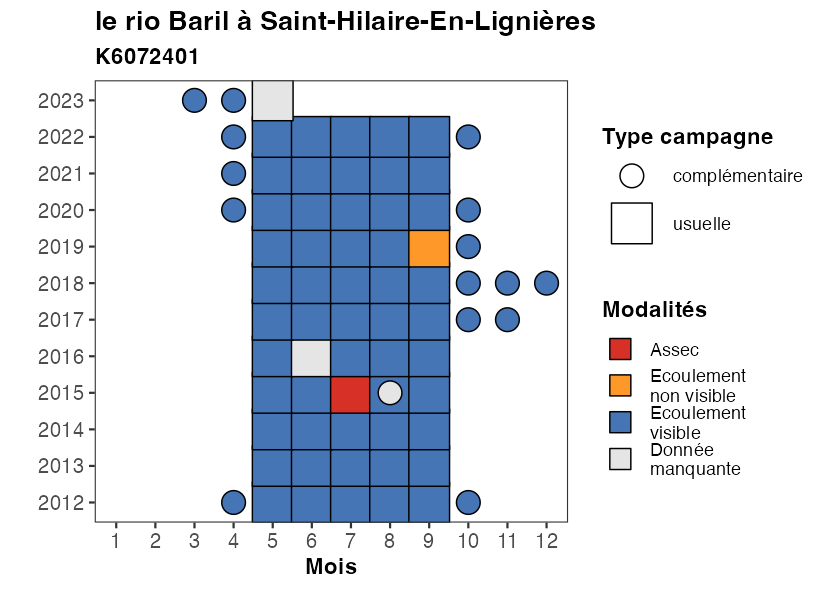 le rio Baril à Saint-Hilaire-En-Lignières
K6072401
2023
2022
2021
2020
2019
2018
2017
2016
2015
2014
2013
2012
1 2 3 4 5 6 7 8 9 10 11 12
Mois
Type campagne
complémentaire
usuelle
Modalités
Assec
Ecoulement
non visible
Ecoulement
visible
Donnée
manquante